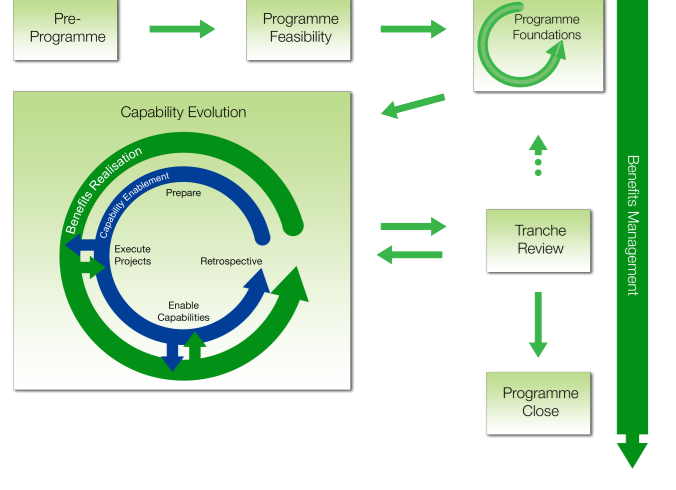 Pre-
Programme
Programme
Feasibility
Programme
Foundations
Capability Evolution
Benefits Realisation
Capability Enablement
Prepare
Execute
Projects
Retrospective
Enable
Capabilities
Tranche
Review
Programme
Close
Benefits Management